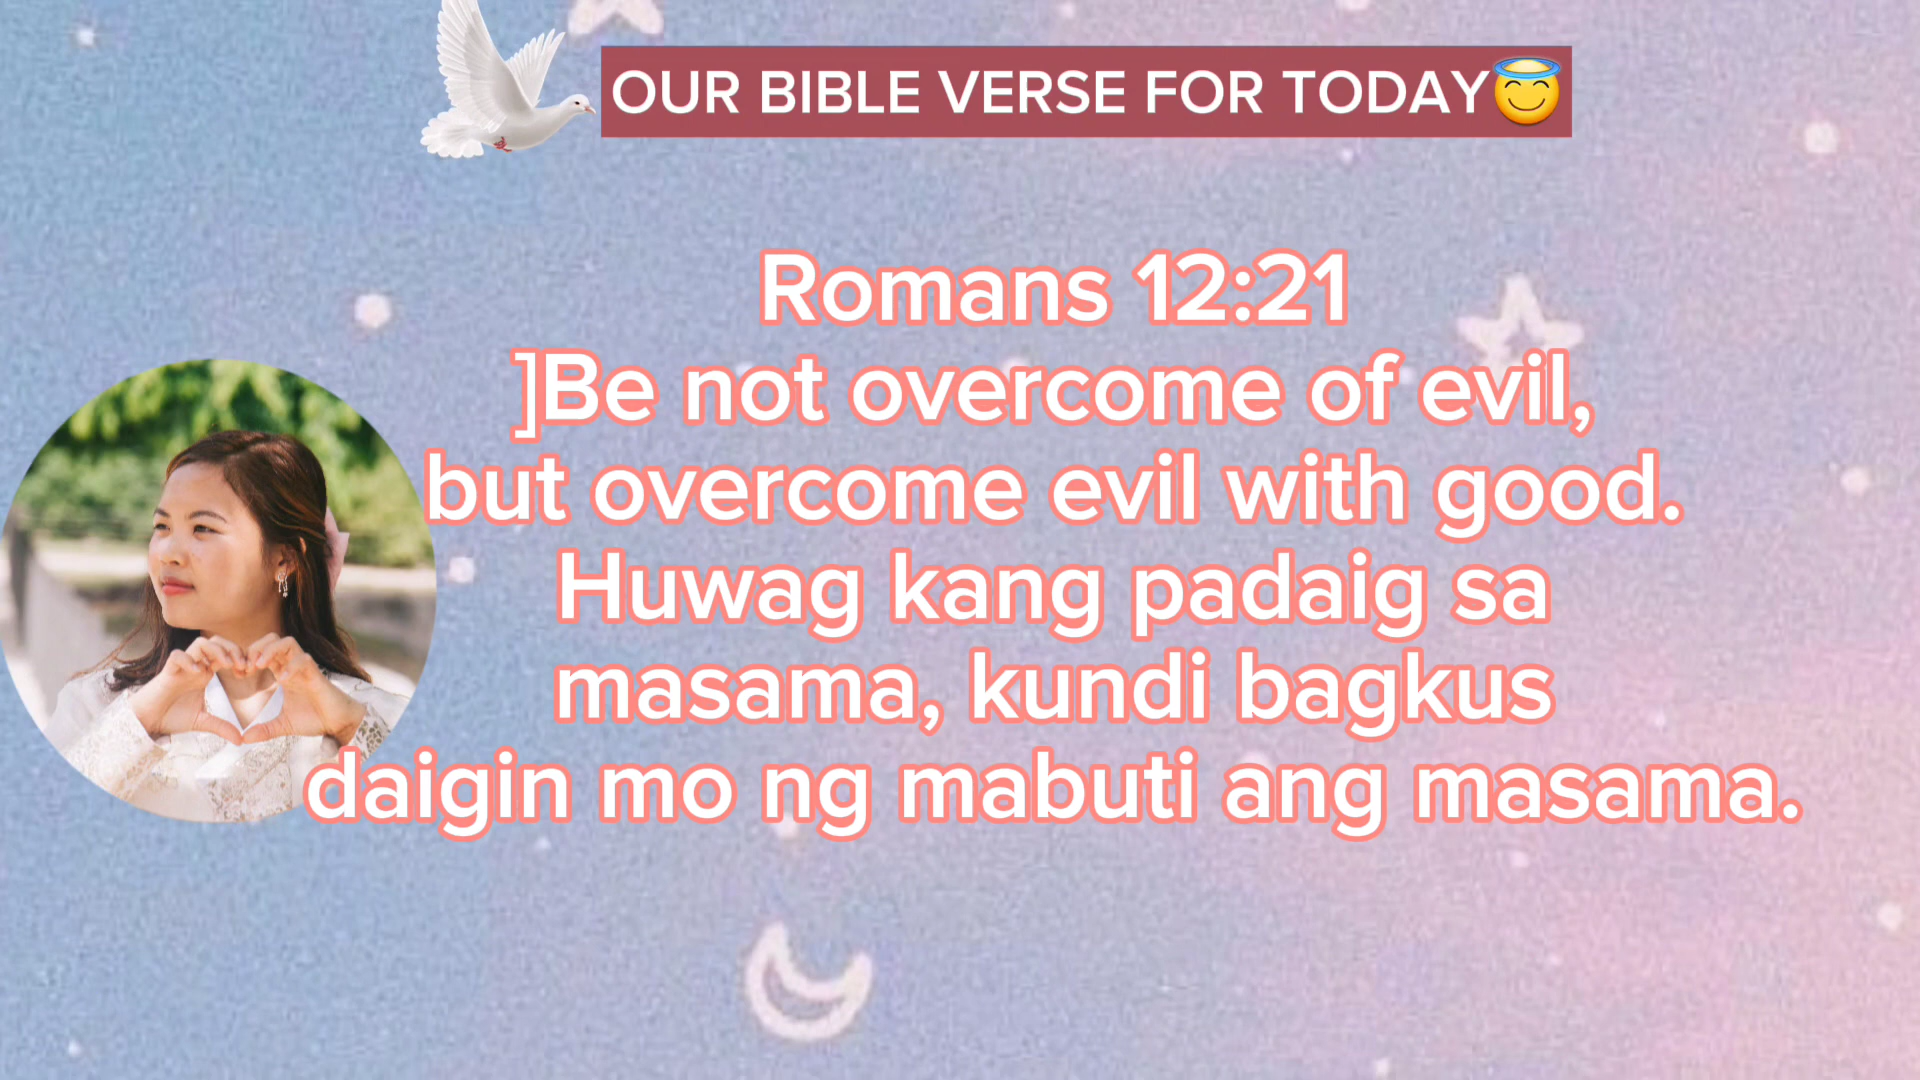 OUR BIBLE VERSE FOR TODAY😇
Romans 12:21
]Be not overcome of evil,
but overcome evil with good.
Huwag kang padaig sa
masama, kundi bagkus
daigin mo ng mabuti ang masama.